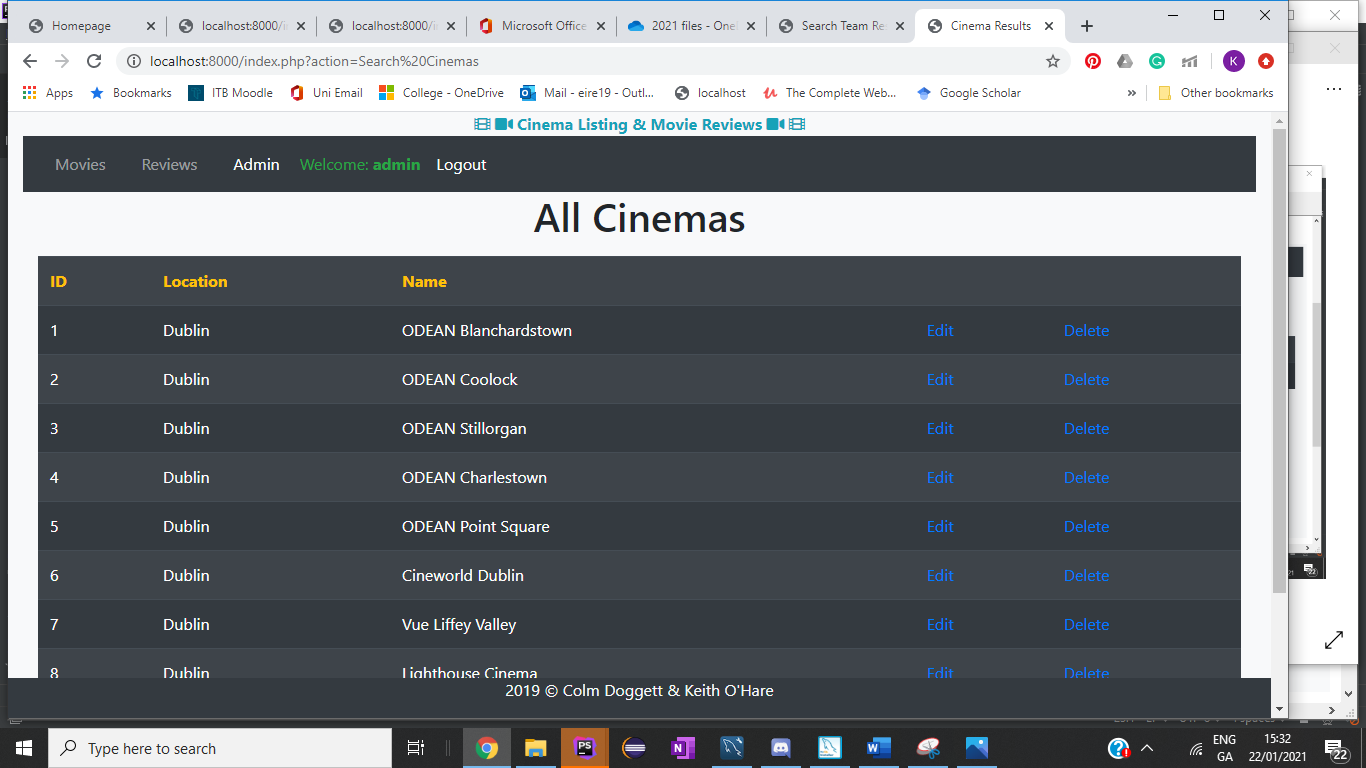 Homepage localhost:8000/i localhost:8000/i Microsoft Office 2021 files - One Search Team Re Cinema Results
localhost:8000/index.php?action=Search%20Cinemas K
Apps Bookmarks ITB Moodle Uni Email College - OneDrive Mail - eire19 - Outl... localhost The Complete Web... Google Scholar » Other bookmarks
Cinema Listing & Movie Reviews
Movies Reviews Admin Welcome: admin Logout
All Cinemas
ID Location Name
1 Dublin ODEAN Blanchardstown Edit Delete
2 Dublin ODEAN Coolock Edit Delete
3 Dublin ODEAN Stillorgan Edit Delete
4 Dublin ODEAN Charlestown Edit Delete
5 Dublin ODEAN Point Square Edit Delete
6 Dublin Cineworld Dublin Edit Delete
7 Dublin Vue Liffey Valley Edit Delete
8 Dublin Lighthouse Cinema Edit Delete
2019 © Colm Doggett & Keith O'Hare
Type here to search PS N W ENG 15:32
GA 22/01/2021 22